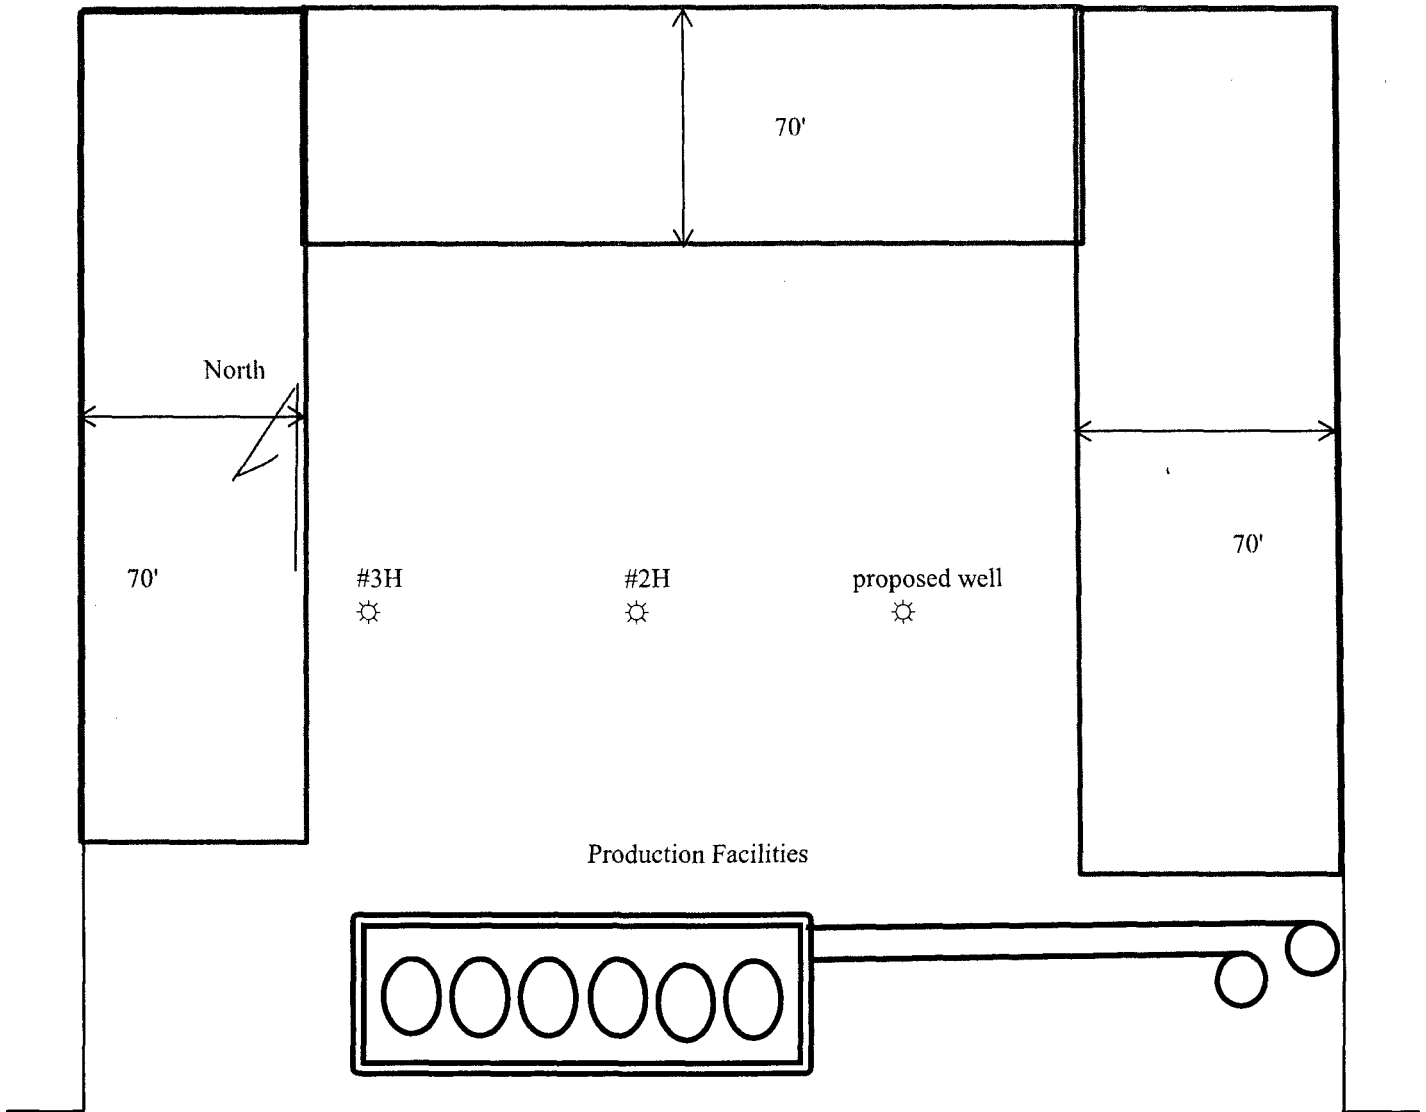 70'
North
70'
70'
#3H
#2H
proposed well
Production Facilities